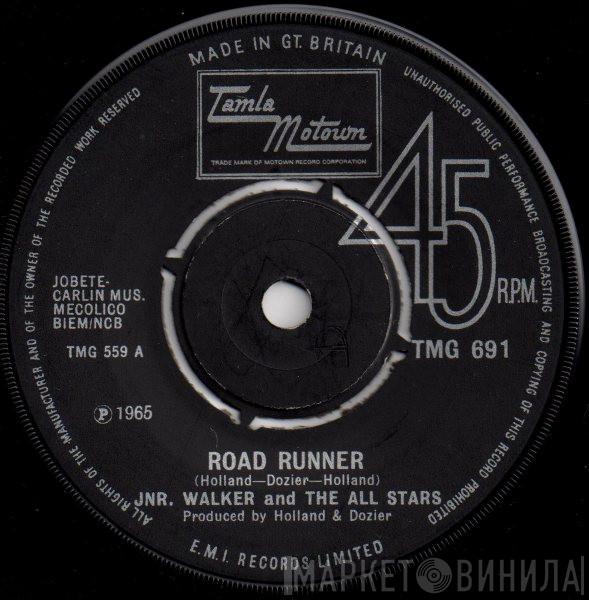 MADE IN GT. BRITAIN
UNAUTHORISED PUBLIC PERFORMANCE BROADCASTING AND COPYING OF THIS RECORD PROHIBITED
ALL RIGHTS OF THE MANUFACTURER AND OF THE OWNER OF THE RECORDED WORK RESERVED
Tamla
Motown
TRADE MARK OF MOTOWN RECORD CORPORATION
45
R.P.M.
JOBETE-
CARLIN MUS.
MECOLICO
BIEM/NCB
TMG 559 A
TMG 691
℗ 1965
ROAD RUNNER
(Holland—Dozier—Holland)
JNR. WALKER and THE ALL STARS
Produced by Holland & Dozier
E.M.I. RECORDS LIMITED
МАРКЕТ ВИНИЛА